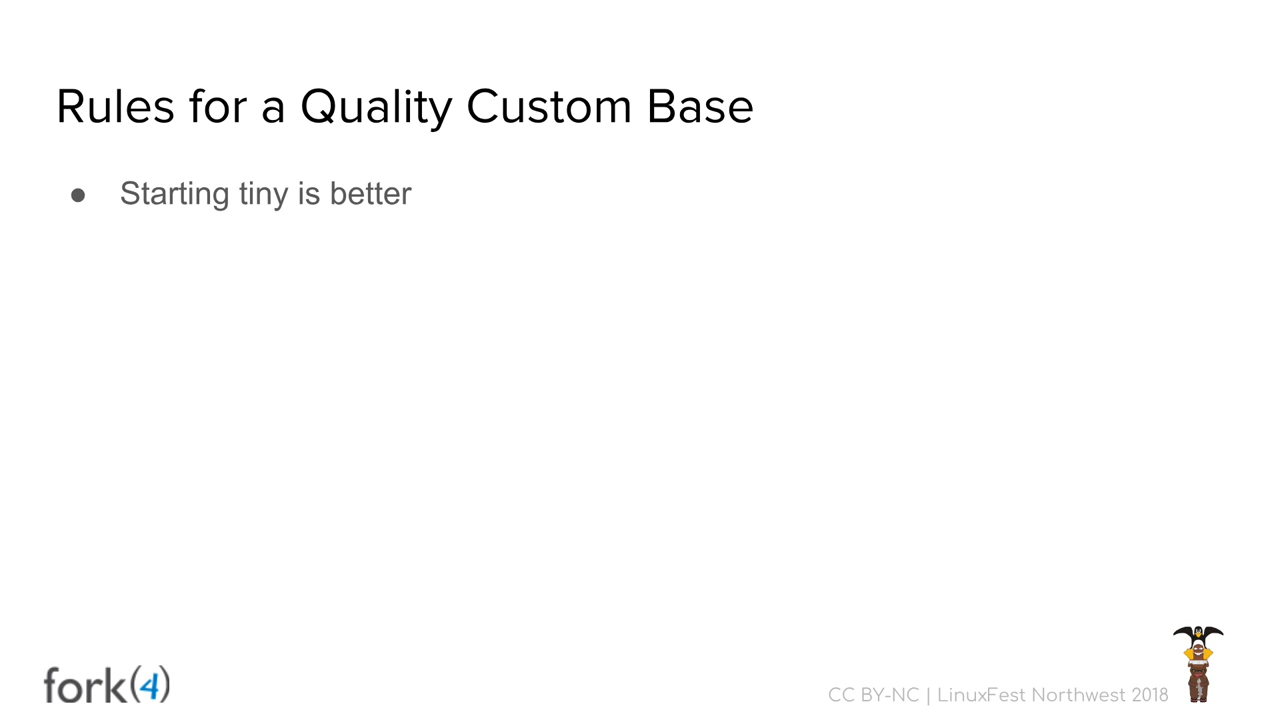 Rules for a Quality Custom Base
● Starting tiny is better
fork(4)
CC BY-NC | LinuxFest Northwest 2018